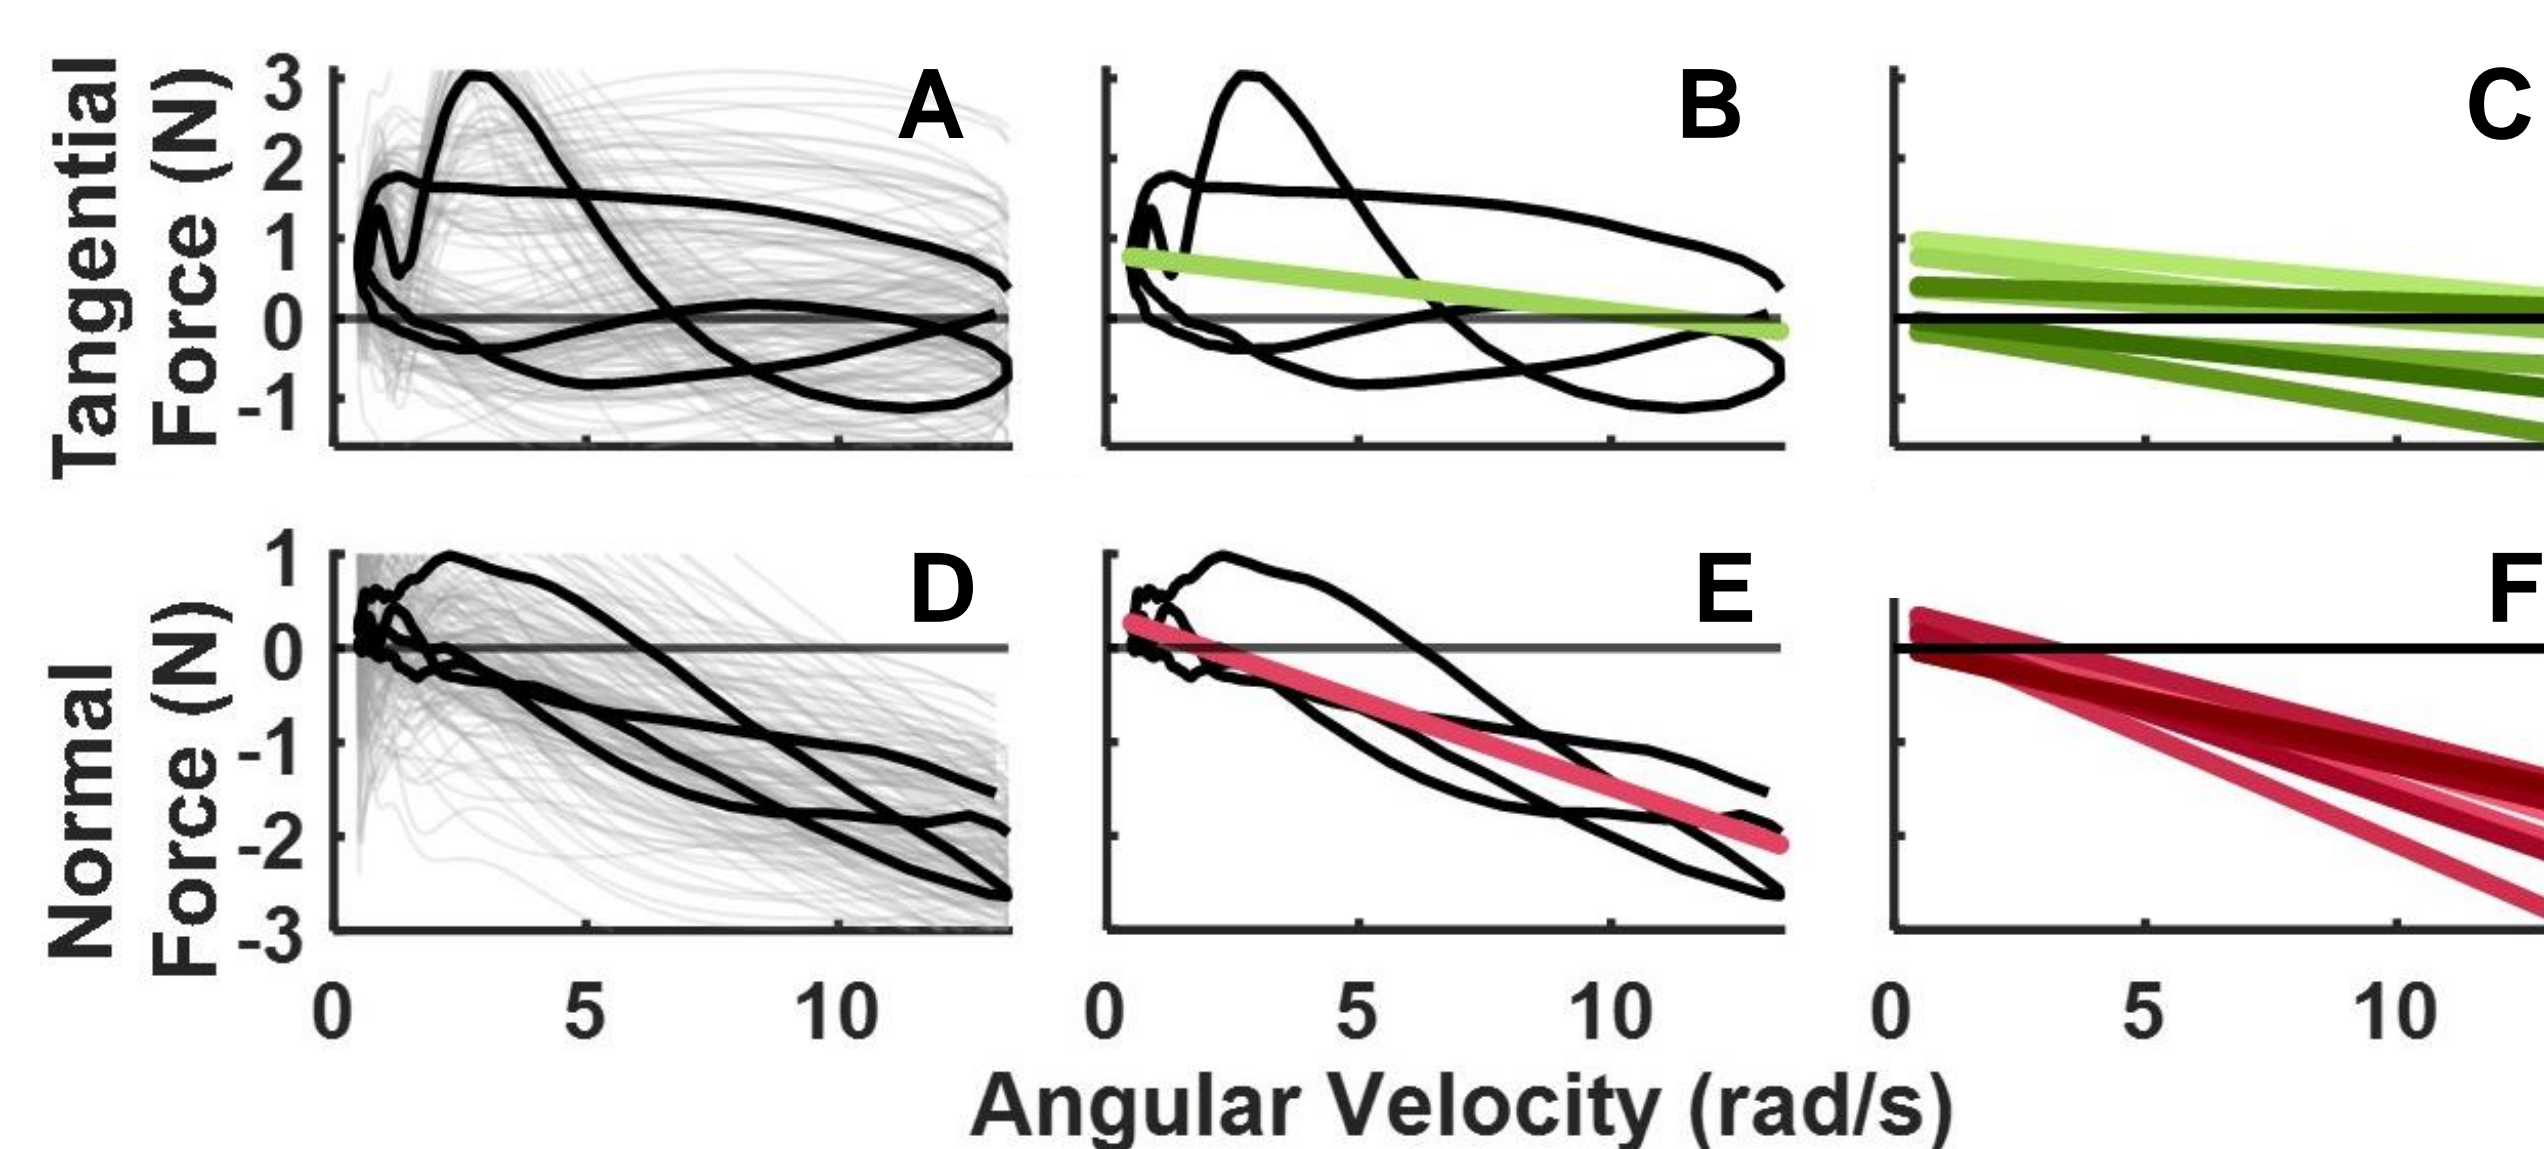 Tangential
Force (N)
3
2
1
0
-1
A
B
C
Normal
Force (N)
1
0
-1
-2
-3
D
E
F
0 5 10
0 5 10
0 5 10
Angular Velocity (rad/s)